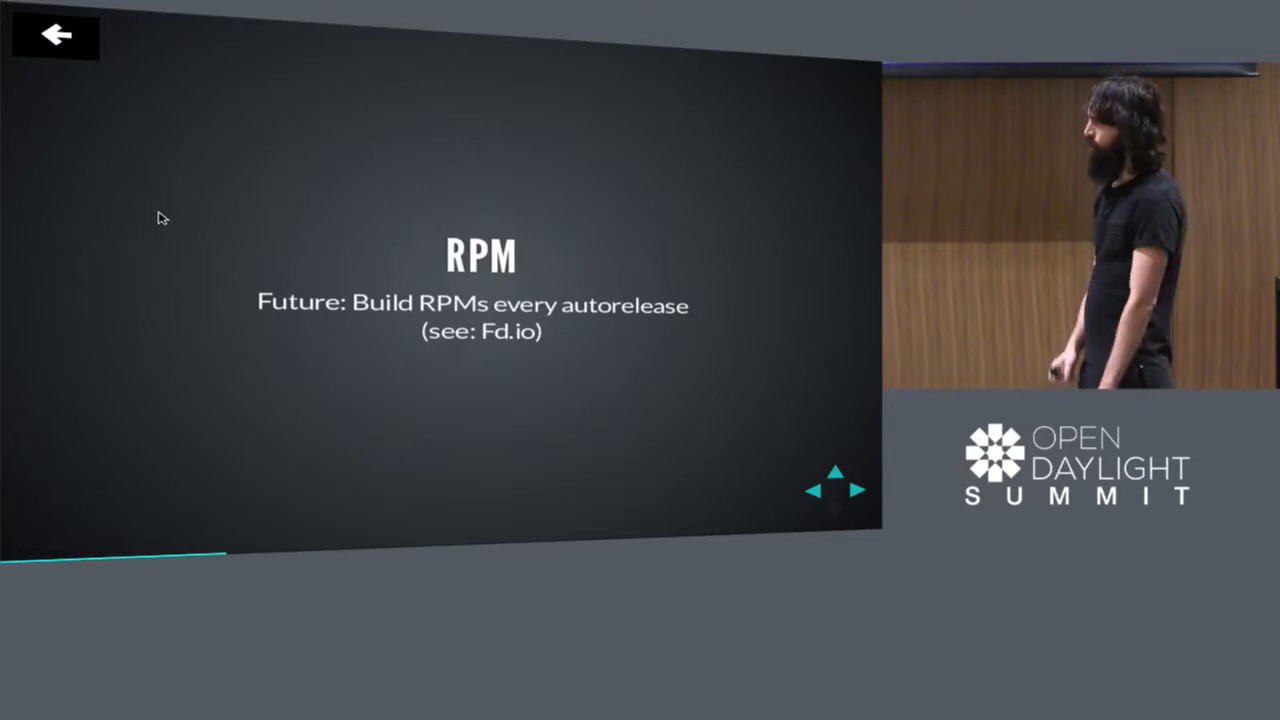 RPM
Future: Build RPMs every autorelease
(see: Fd.io)
OPEN
DAYLIGHT
SUMMIT